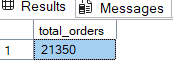 Results Messages
total_orders
1 21350